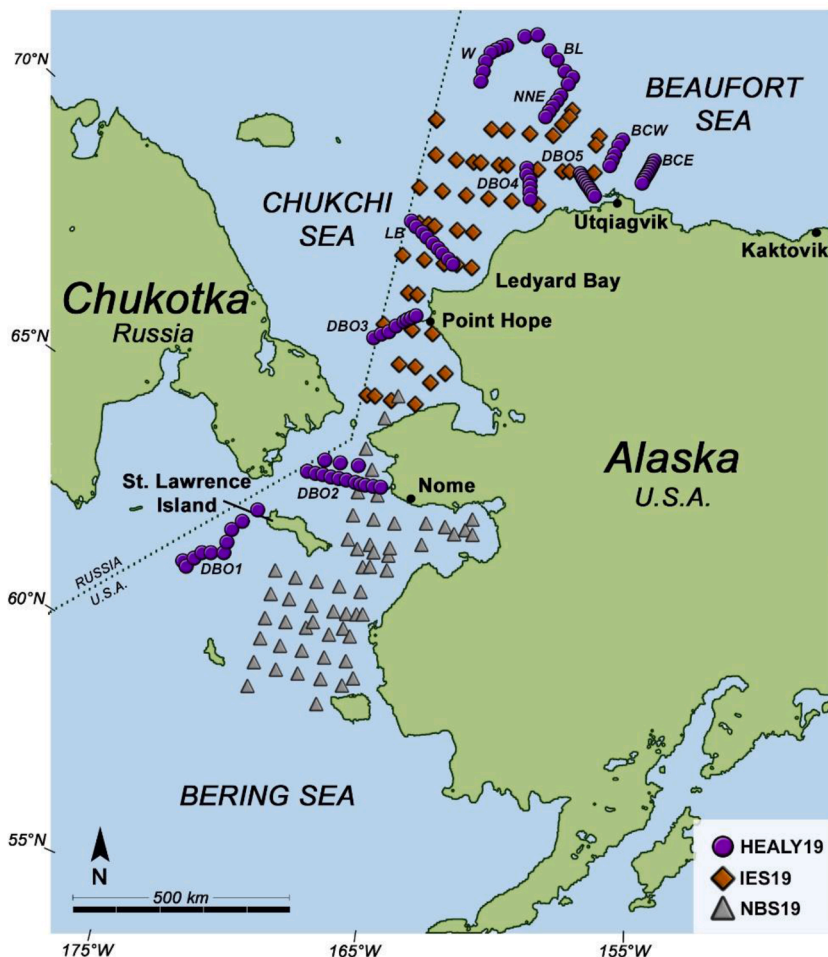 70°N
W
BL
NNE
BEAUFORT
SEA
BCW
BCE
DBO5
DBO4
CHUKCHI
SEA
Utqiagvik
Kaktovik
LB
Ledyard Bay
Chukotka
Russia
65°N
DBO3
Point Hope
Alaska
U.S.A.
St. Lawrence
Island
DBO2
Nome
RUSSIA
U.S.A.
DBO1
60°N
BERING SEA
55°N
N
500 km
HEALY19
IES19
NBS19
175°W
165°W
155°W